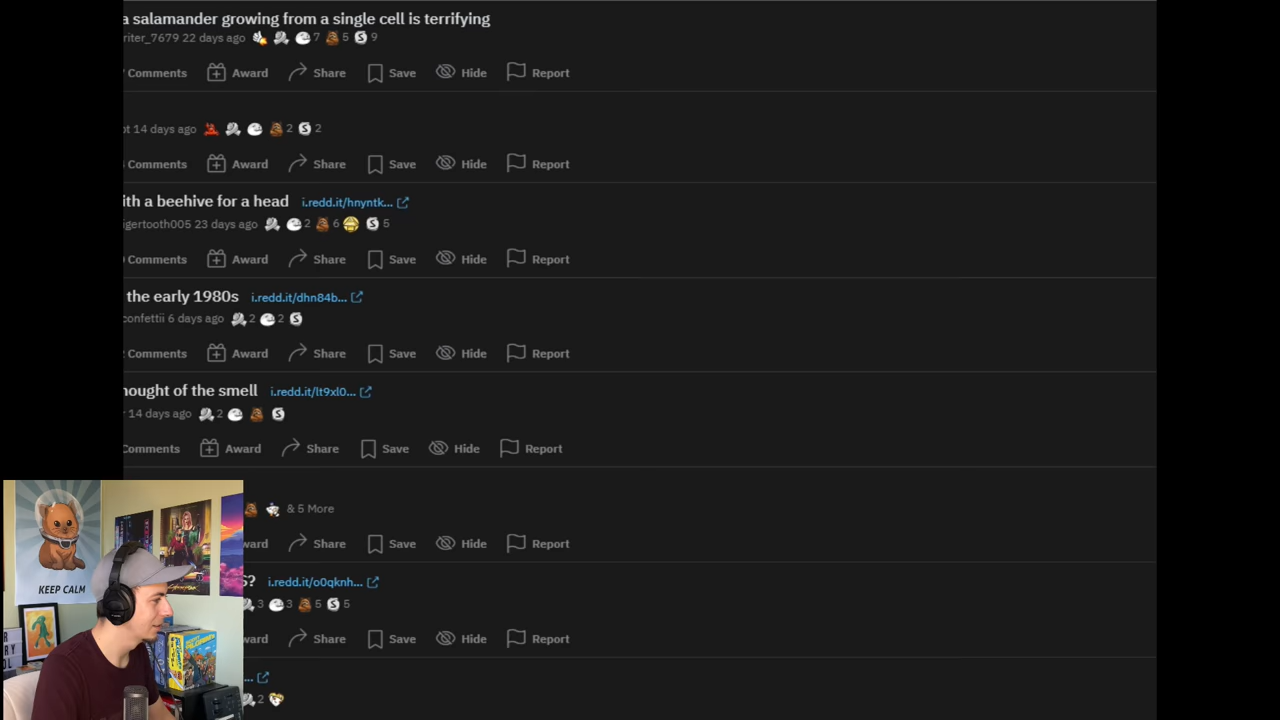 a salamander growing from a single cell is terrifying
riter_7679 22 days ago 7 5 9
Comments Award Share Save Hide Report
14 days ago 2 2
Comments Award Share Save Hide Report
ith a beehive for a head i.redd.it/hnyntk...
igertooth005 23 days ago 2 6 5
Comments Award Share Save Hide Report
the early 1980s i.redd.it/dhn84b...
confettii 6 days ago 2 2
Comments Award Share Save Hide Report
hought of the smell i.redd.it/lt9xl0...
14 days ago 2
Comments Award Share Save Hide Report
& 5 More
ward Share Save Hide Report
S? i.redd.it/o0qknh...
3 3 5 5
ward Share Save Hide Report
...
2
KEEP CALM